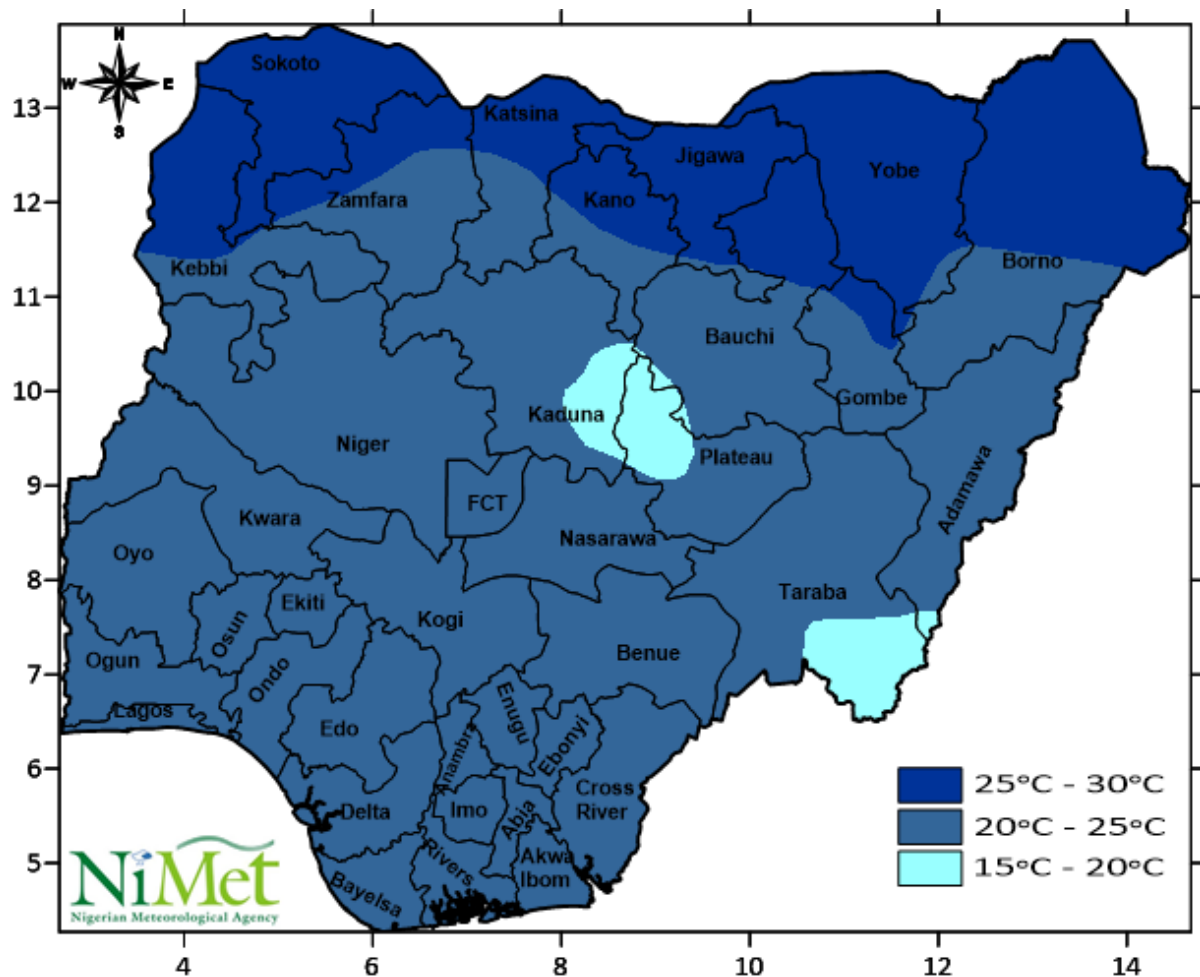 N
W E
S
Sokoto
13
Katsina
Jigawa
Yobe
12
Zamfara
Kano
Kebbi
Borno
11
Bauchi
10
Kaduna
Gombe
Niger
Plateau
9
FCT
Adamawa
Kwara
Nasarawa
Oyo
8
Taraba
Ekiti
Kogi
Osun
Ogun
Benue
7
Ondo
Lagos
Enugu
Edo
Anambra
Ebonyi
6
25°C - 30°C
Cross
River
Delta
Imo
Abia
20°C - 25°C
5
Rivers
Akwa
Ibom
15°C - 20°C
Bayelsa
NiMet
Nigerian Meteorological Agency
4 6 8 10 12 14